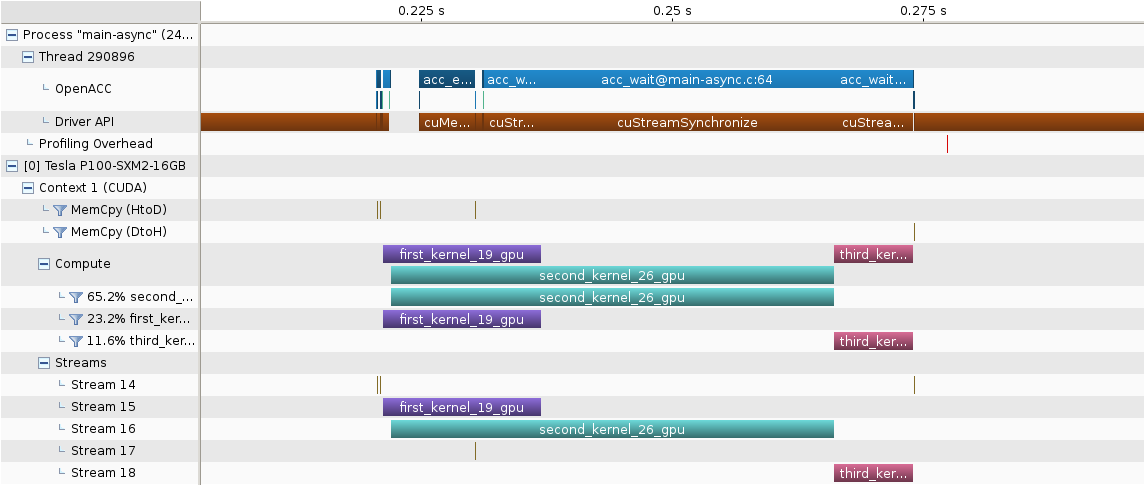 0.225 s 0.25 s 0.275 s
Process "main-async" (24...
Thread 290896
OpenACC acc_e... acc_w... acc_wait@main-async.c:64 acc_wait...
Driver API cuMe... cuStr... cuStreamSynchronize cuStrea...
Profiling Overhead
[0] Tesla P100-SXM2-16GB
Context 1 (CUDA)
MemCpy (HtoD)
MemCpy (DtoH)
first_kernel_19_gpu third_ker...
Compute
second_kernel_26_gpu
65.2% second_... second_kernel_26_gpu
23.2% first_ker... first_kernel_19_gpu
11.6% third_ker... third_ker...
Streams
Stream 14
Stream 15 first_kernel_19_gpu
Stream 16 second_kernel_26_gpu
Stream 17
Stream 18 third_ker...